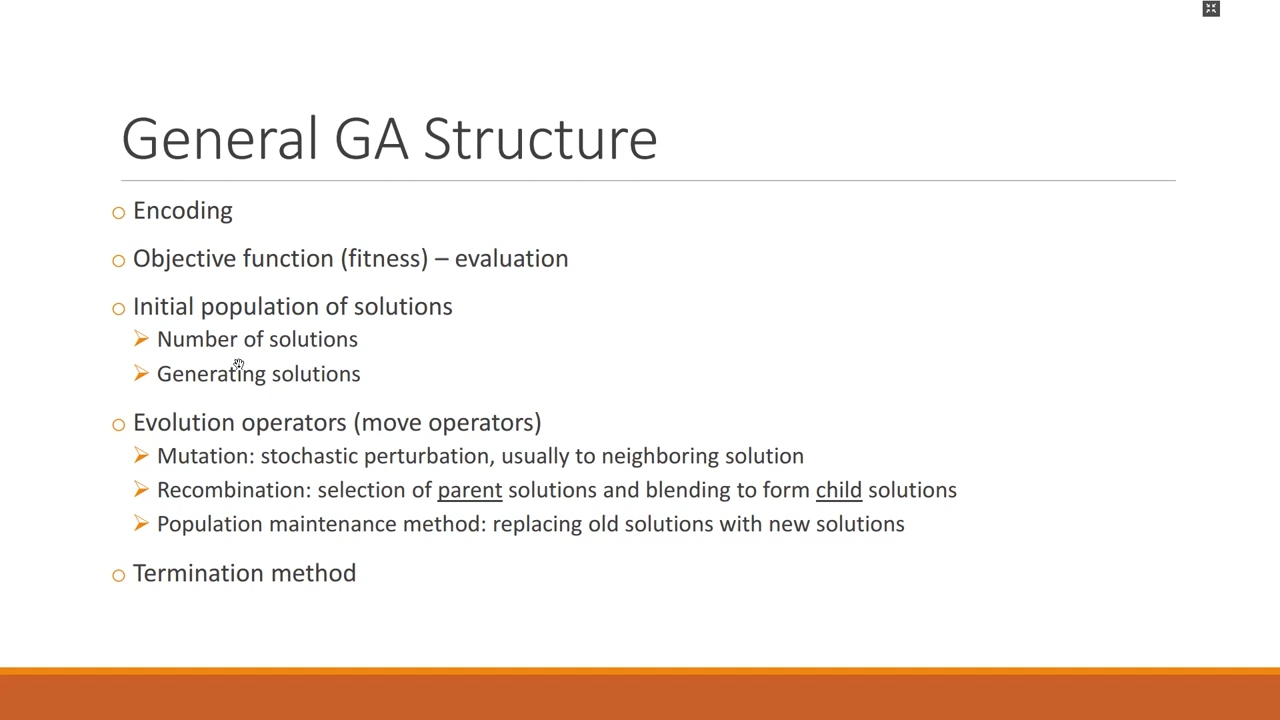 General GA Structure
Encoding
Objective function (fitness) – evaluation
Initial population of solutions
Number of solutions
Generating solutions
Evolution operators (move operators)
Mutation: stochastic perturbation, usually to neighboring solution
Recombination: selection of parent solutions and blending to form child solutions
Population maintenance method: replacing old solutions with new solutions
Termination method